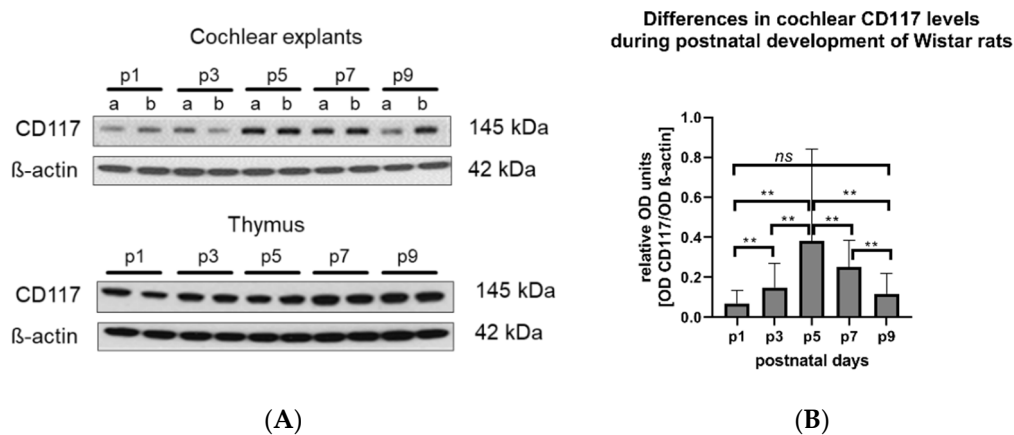 Cochlear explants
p1 p3 p5 p7 p9
a b a b a b a b a b
CD117 145 kDa
ß-actin 42 kDa
Thymus
p1 p3 p5 p7 p9
CD117 145 kDa
ß-actin 42 kDa
(A)
Differences in cochlear CD117 levels
during postnatal development of Wistar rats
relative OD units
[OD CD117/OD ß-actin]
1.0
0.8
0.6
0.4
0.2
0.0
ns
** **
** **
** **
p1 p3 p5 p7 p9
postnatal days
(B)